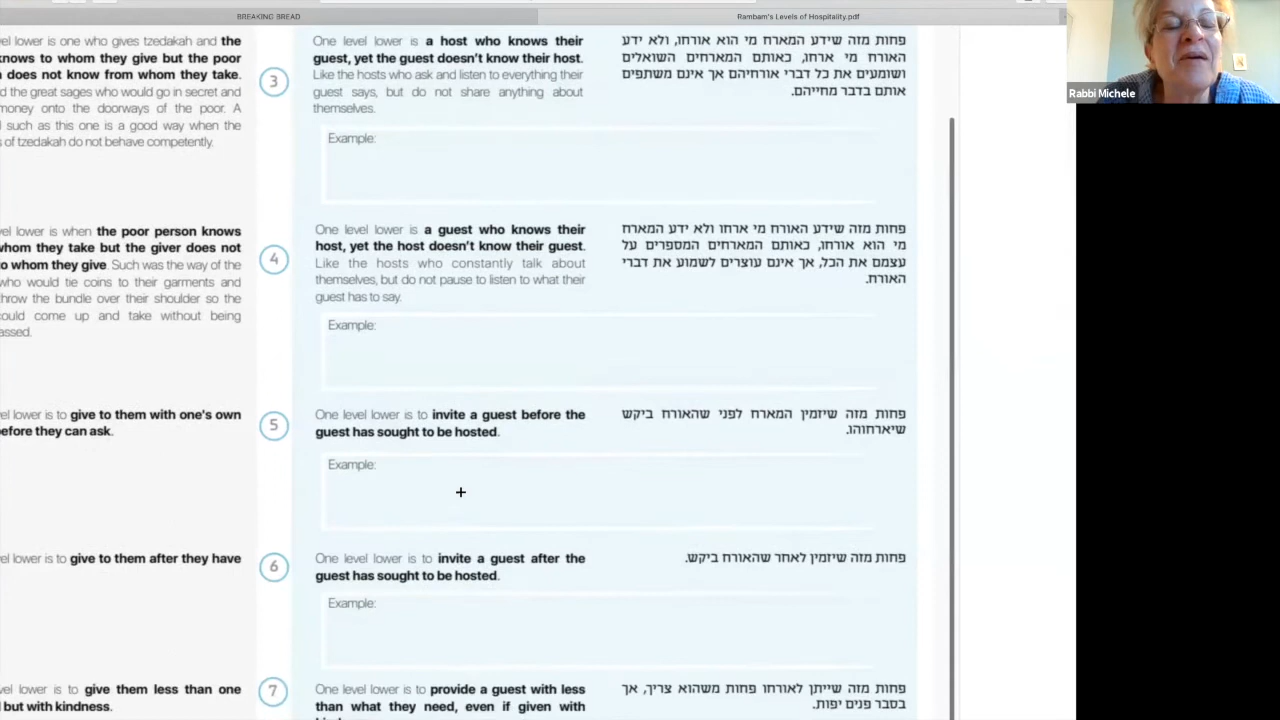 BREAKING BREAD
Rambam's Levels of Hospitality.pdf
Rabbi Michele
lower is one who gives tzedakah and the
knows to whom they give but the poor
does not know from whom they take.
the great sages who would go in secret and
money onto the doorways of the poor. A
such as this one is a good way when the
of tzedakah do not behave competently.
3
One level lower is a host who knows their
guest, yet the guest doesn't know their host.
Like the hosts who ask and listen to everything their
guest says, but do not share anything about
themselves.
פחות מזה שידע המארח מי הוא אורחו, ולא ידע
האורח מי ארחו, כאותם המארחים השואלים
ושומעים את כל דברי אורחיהם אך אינם משתפים
אותם בדבר מחייהם.
Example:
lower is when the poor person knows
whom they take but the giver does not
to whom they give. Such was the way of the
who would tie coins to their garments and
throw the bundle over their shoulder so the
could come up and take without being
4
One level lower is a guest who knows their
host, yet the host doesn't know their guest.
Like the hosts who constantly talk about
themselves, but do not pause to listen to what their
guest has to say.
פחות מזה שידע האורח מי ארחו ולא ידע המארח
מי הוא אורחו, כאותם המארחים המספרים על
עצמם את הכל, אך אינם עוצרים לשמוע את דברי
האורח.
Example:
lower is to give to them with one's own
before they can ask.
5
One level lower is to invite a guest before the
guest has sought to be hosted.
פחות מזה שיזמין המארח לפני שהאורח ביקש
שיארחוהו.
Example:
lower is to give to them after they have
6
One level lower is to invite a guest after the
guest has sought to be hosted.
פחות מזה שיזמין לאחר שהאורח ביקש.
Example:
lower is to give them less than one
but with kindness.
7
One level lower is to provide a guest with less
than what they need, even if given with
פחות מזה שייתן לאורחו פחות משהוא צריך, אך
בסבר פנים יפות.